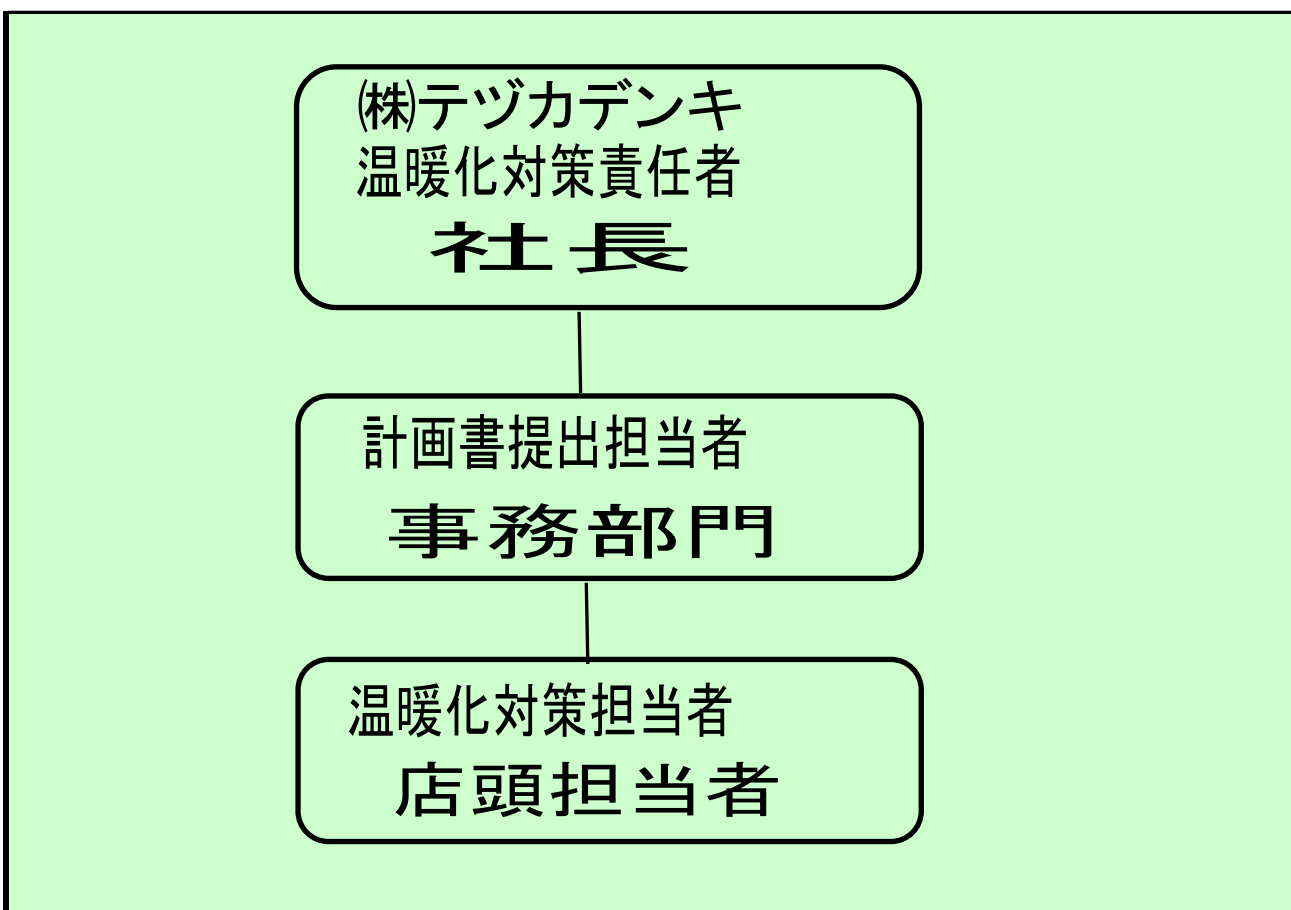 ㈱テヅカデンキ
温暖化対策責任者
社長
計画書提出担当者
事務部門
温暖化対策担当者
店頭担当者